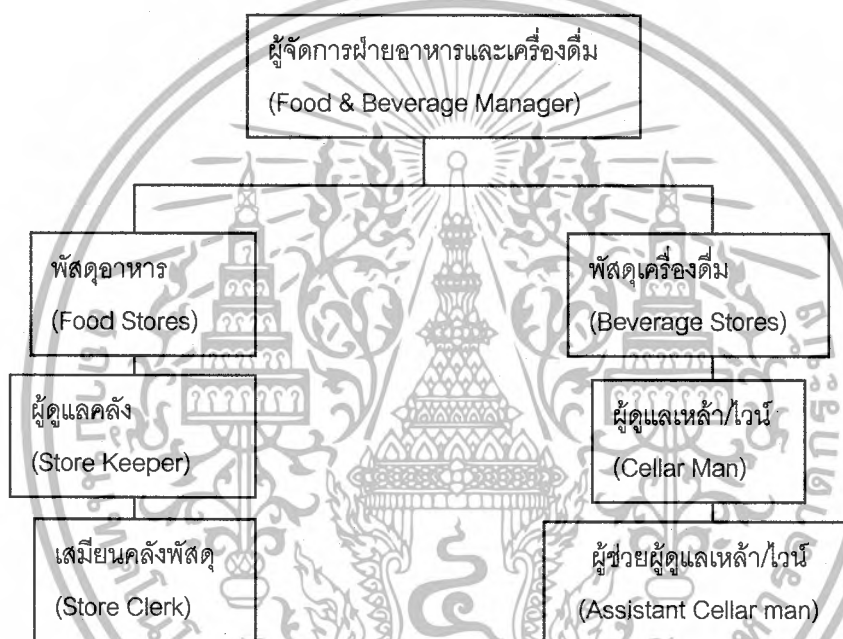 ผู้จัดการฝ่ายอาหารและเครื่องดื่ม
(Food & Beverage Manager)
พัสดุอาหาร
(Food Stores)
พัสดุเครื่องดื่ม
(Beverage Stores)
ผู้ดูแลคลัง
(Store Keeper)
ผู้ดูแลเหล้า/ไวน์
(Cellar Man)
เสมียนคลังพัสดุ
(Store Clerk)
ผู้ช่วยผู้ดูแลเหล้า/ไวน์
(Assistant Cellar man)